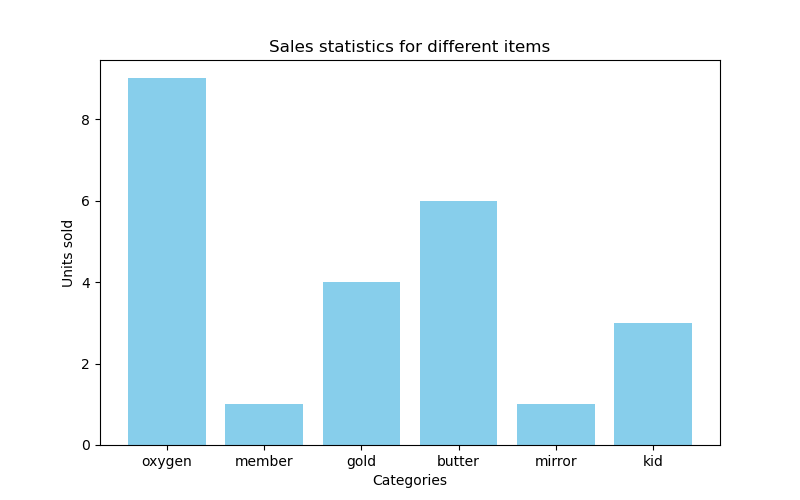 Sales statistics for different items
Units sold
8
6
4
2
0
oxygen member gold butter mirror kid
Categories